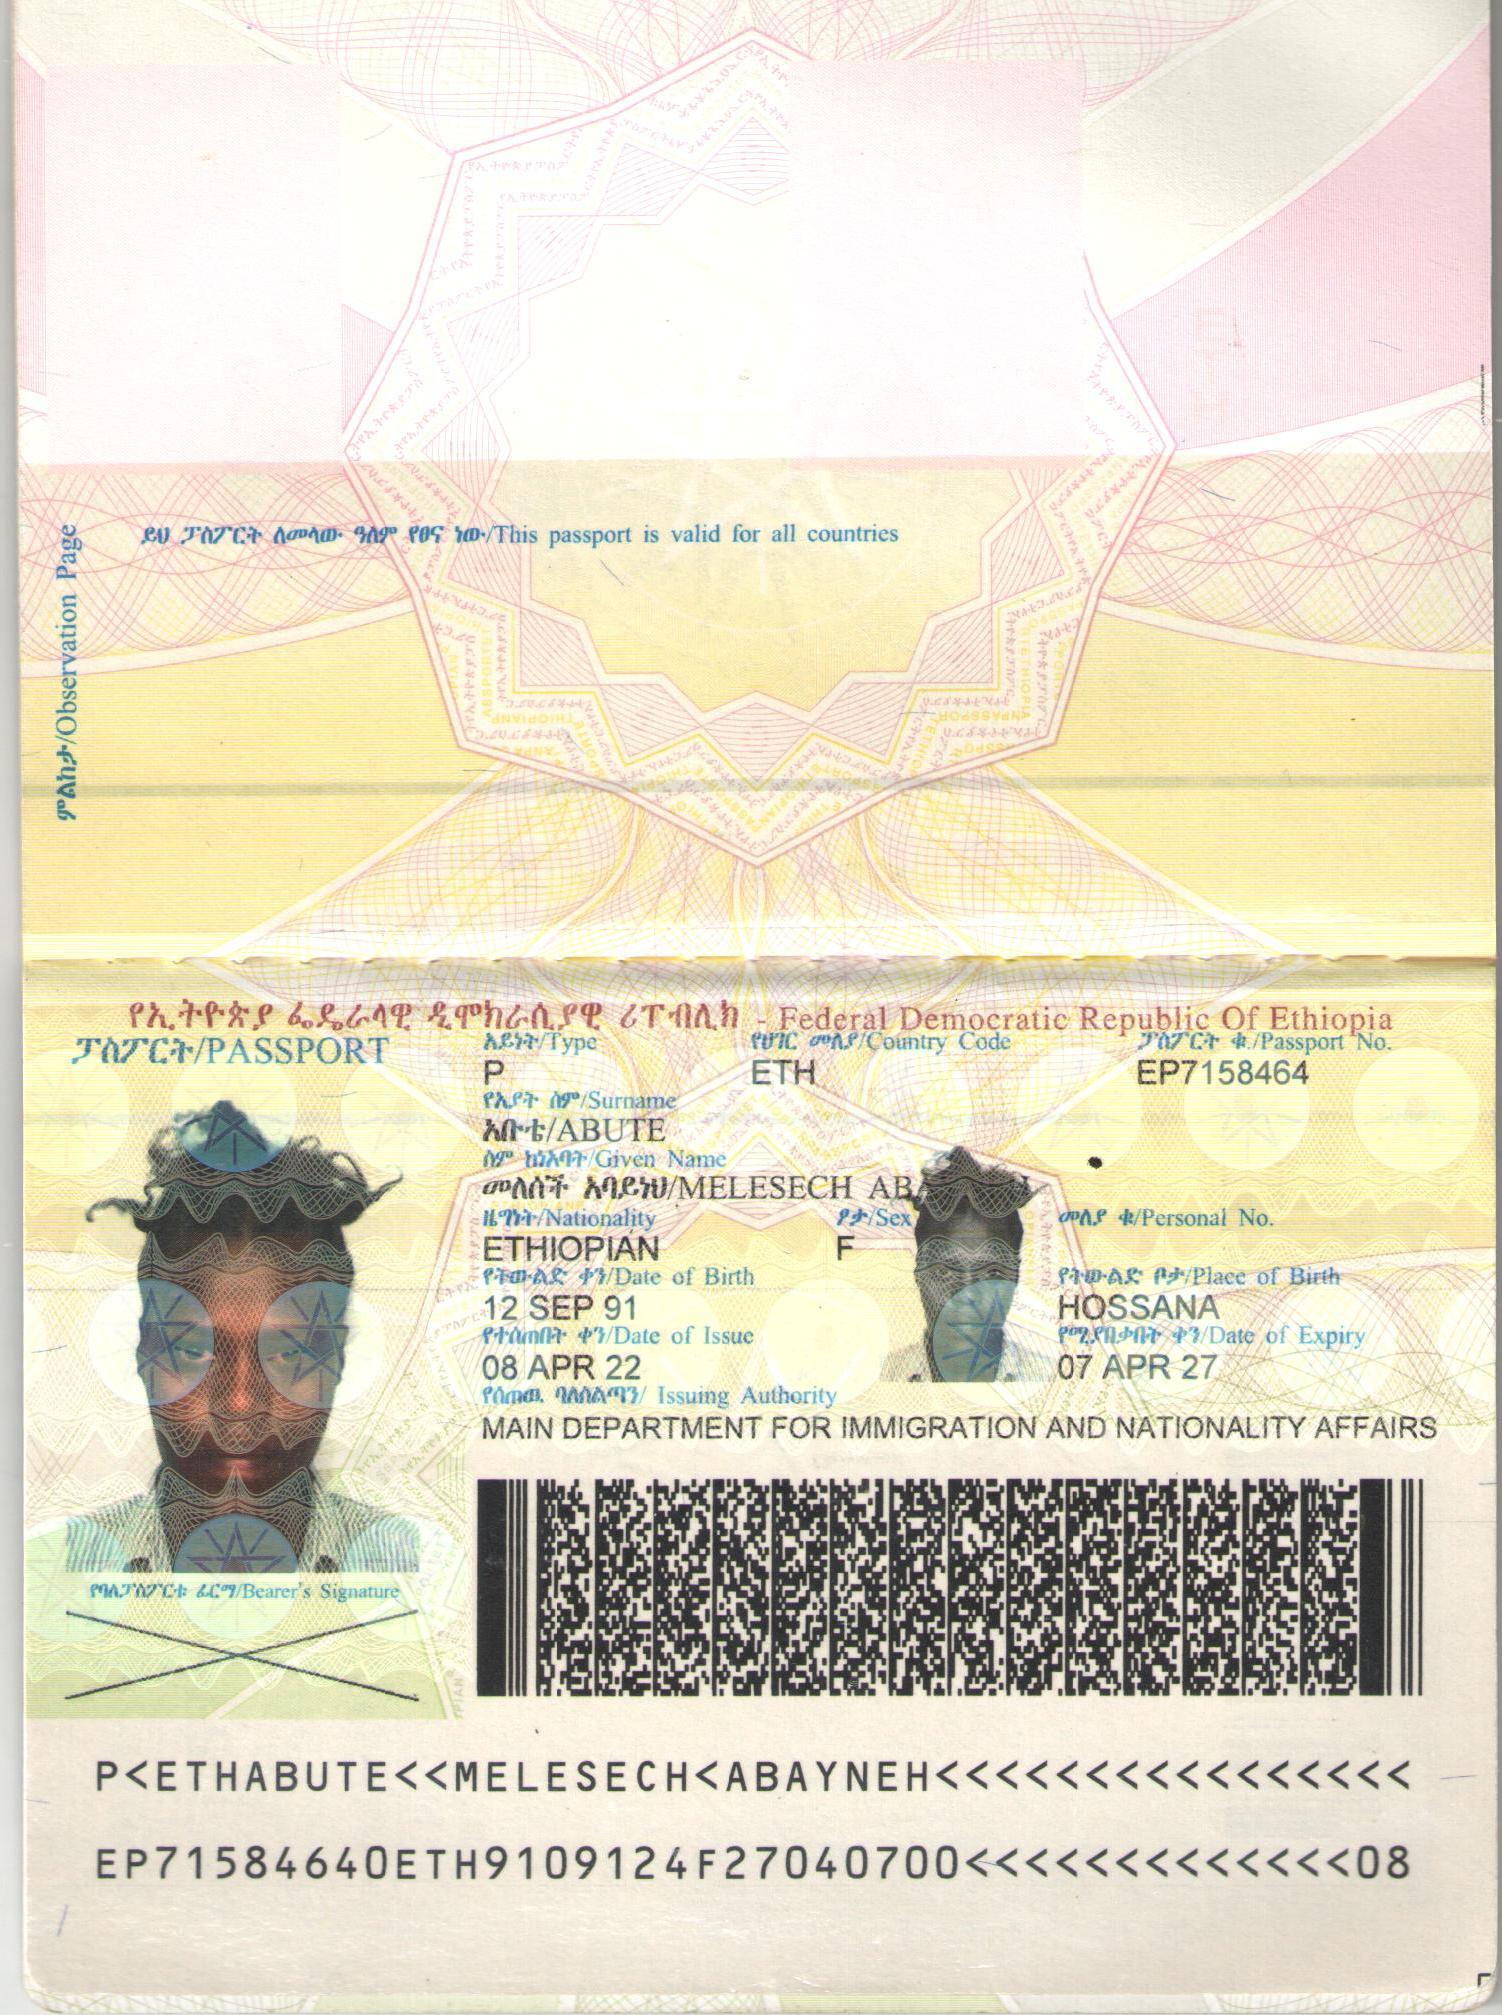 ይህ ፓስፖርት ለመላው ዓለም የፀና ነው/This passport is valid for all countries
ምልከታ/Observation Page
የኢትዮጵያ ፌዴራላዊ ዲሞክራሲያዊ ሪፐብሊክ - Federal Democratic Republic Of Ethiopia
ፓስፖርት/PASSPORT
አይነት/Type የሀገር መለያ/Country Code ፓስፖርት ቁ./Passport No.
P ETH EP7158464
የአያት ስም/Surname
አቡቴ/ABUTE
ስም ከነአባት/Given Name
መለሰች አባይነህ/MELESECH
ዜግነት/Nationality ፆታ/Sex መለያ ቁ/Personal No.
ETHIOPIAN F
የትውልድ ቀን/Date of Birth የትውልድ ቦታ/Place of Birth
12 SEP 91 HOSSANA
የተሰጠበት ቀን/Date of Issue የሚያበቃበት ቀን/Date of Expiry
08 APR 22 07 APR 27
የሰጠዉ ባለስልጣን/ Issuing Authority
MAIN DEPARTMENT FOR IMMIGRATION AND NATIONALITY AFFAIRS
የባለፓስፖርቱ ፊርማ/Bearer's Signature
P<ETHABUTE<<MELESECH<ABAYNEH<<<<<<<<<<<<<<<<
EP71584640ETH9109124F27040700<<<<<<<<<<<<<08